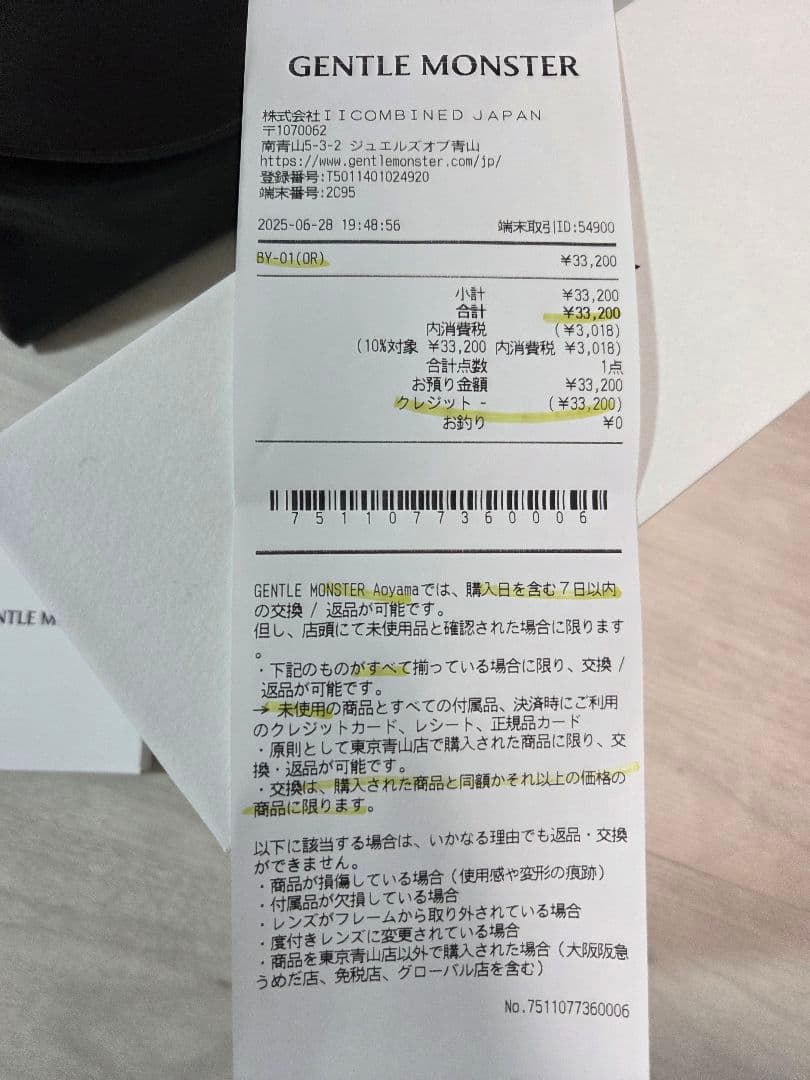 GENTLE MONSTER
株式会社IICOMBINED JAPAN
〒1070062
南青山5-3-2 ジュエルズオブ青山
https://www.gentlemonster.com/jp/
登録番号:T5011401024920
端末番号:2C95
2025-06-28 19:48:56 端末取引ID:54900
BY-01(OR) ¥33,200
小計 ¥33,200
合計 ¥33,200
内消費税 (¥3,018)
(10%対象 ¥33,200 内消費税 ¥3,018)
合計点数 1点
お預り金額 ¥33,200
クレジット - (¥33,200)
お釣り ¥0
7511077360006
GENTLE MONSTER Aoyamaでは、購入日を含む7日以内
の交換 / 返品が可能です。
但し、店頭にて未使用品と確認された場合に限ります
。
・下記のものがすべて揃っている場合に限り、交換 /
返品が可能です。
→ 未使用の商品とすべての付属品、決済時にご利用
のクレジットカード、レシート、正規品カード
・原則として東京青山店で購入された商品に限り、交
換・返品が可能です。
・交換は、購入された商品と同額かそれ以上の価格の
商品に限ります。
以下に該当する場合は、いかなる理由でも返品・交換
ができません。
・商品が損傷している場合（使用感や変形の痕跡）
・付属品が欠損している場合
・レンズがフレームから取り外されている場合
・度付きレンズに変更されている場合
・商品を東京青山店以外で購入された場合（大阪阪急
うめだ店、免税店、グローバル店を含む）
No.7511077360006
NTLE M